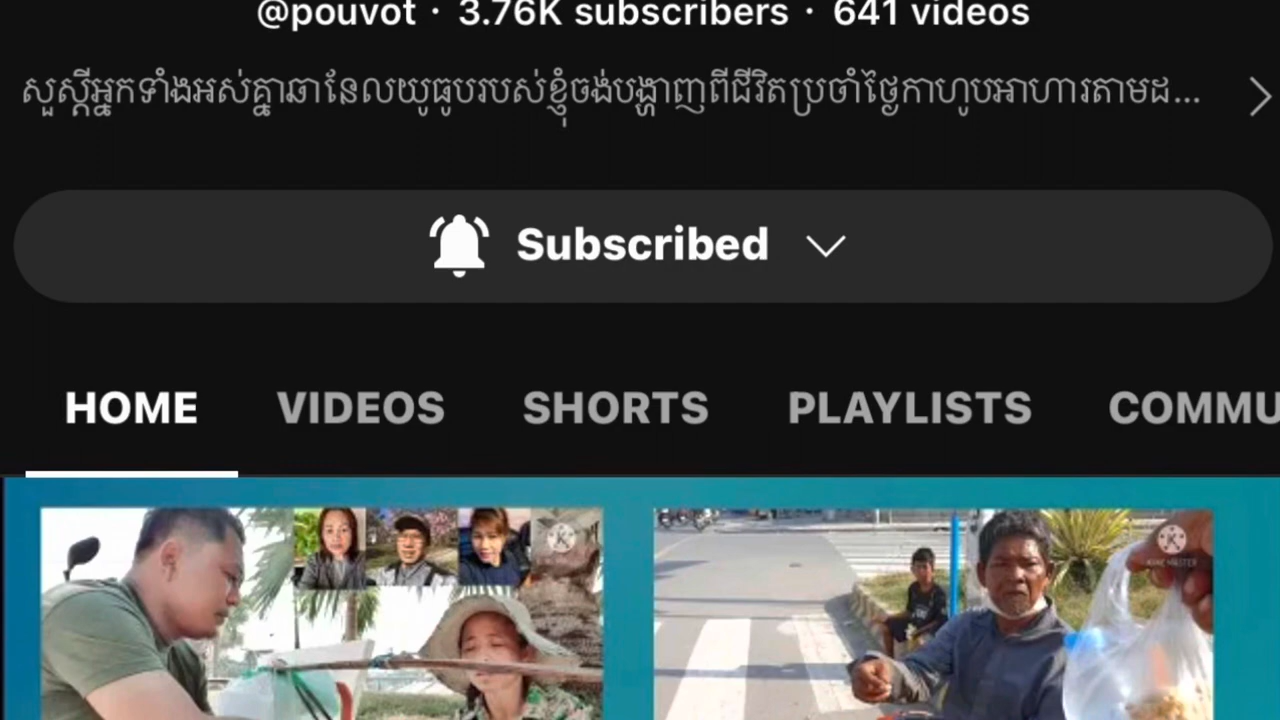 @pouvot · 3.76K subscribers · 641 videos
សួស្តីអ្នកទាំងអស់គ្នាឆានែលយូធូបរបស់ខ្ញុំចង់បង្ហាញពីជីវិតប្រចាំថ្ងៃកាហូបអាហារតាមដ...
Subscribed
HOME VIDEOS SHORTS PLAYLISTS COMMU
KINEMASTER